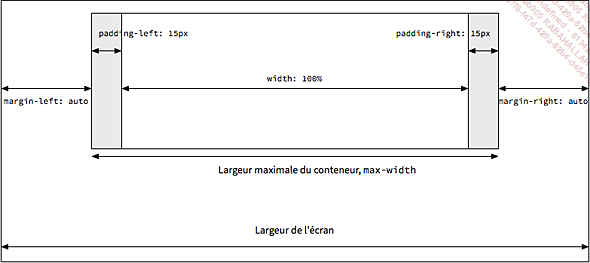 padding-left: 15px
padding-right: 15px
width: 100%
margin-left: auto
margin-right: auto
Largeur maximale du conteneur, max-width
Largeur de l'écran
RABAHALLAH